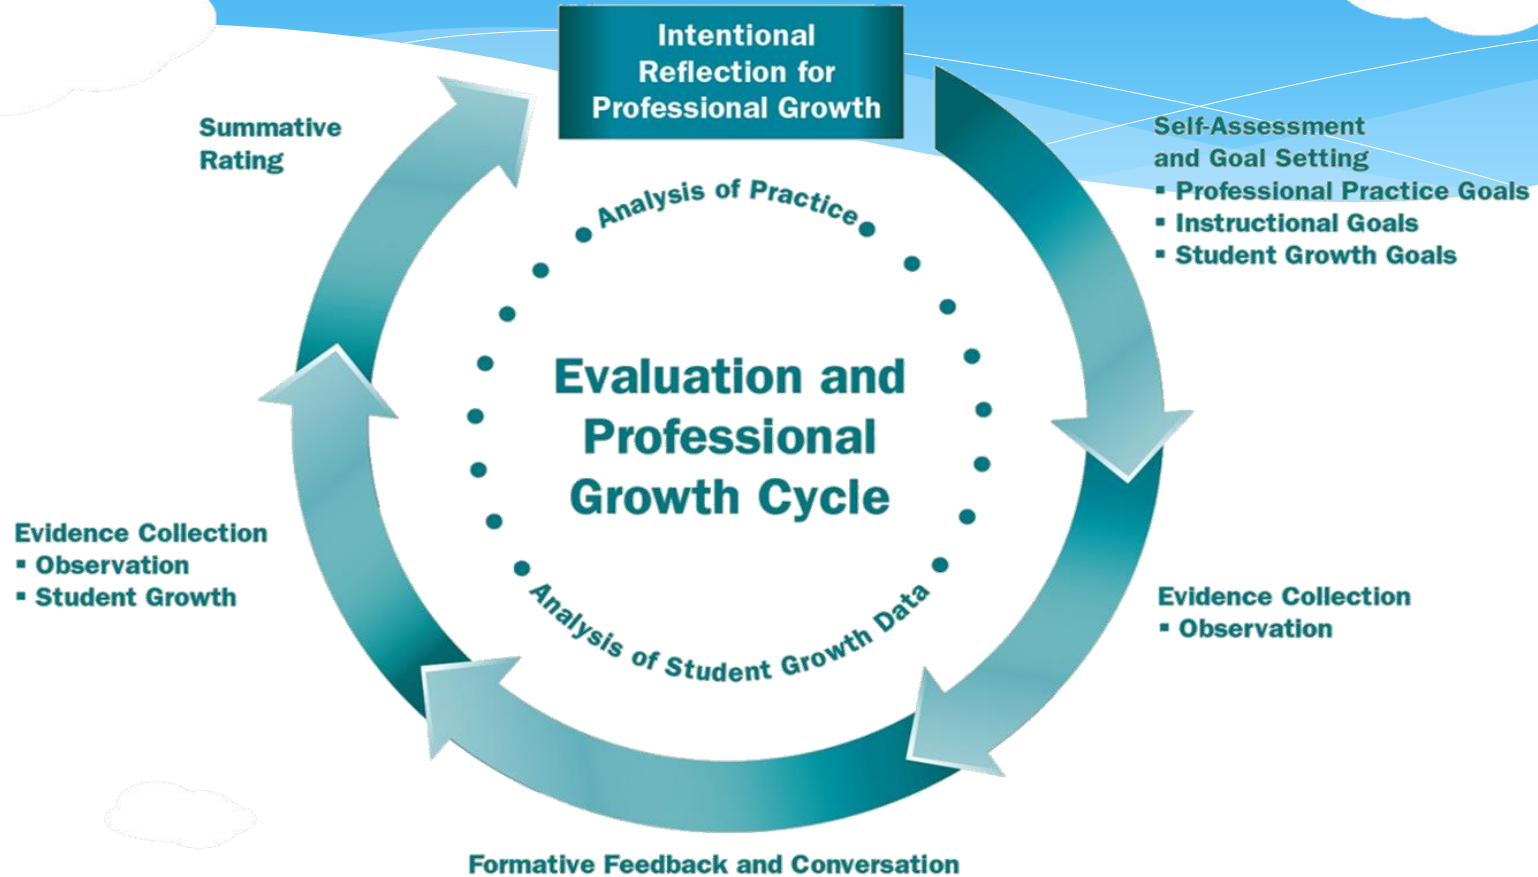 Intentional
Reflection for
Professional Growth
Self-Assessment
and Goal Setting
▪ Professional Practice Goals
▪ Instructional Goals
▪ Student Growth Goals
Evidence Collection
▪ Observation
Formative Feedback and Conversation
Evidence Collection
▪ Observation
▪ Student Growth
Summative
Rating
Analysis of Practice
Evaluation and
Professional
Growth Cycle
Analysis of Student Growth Data